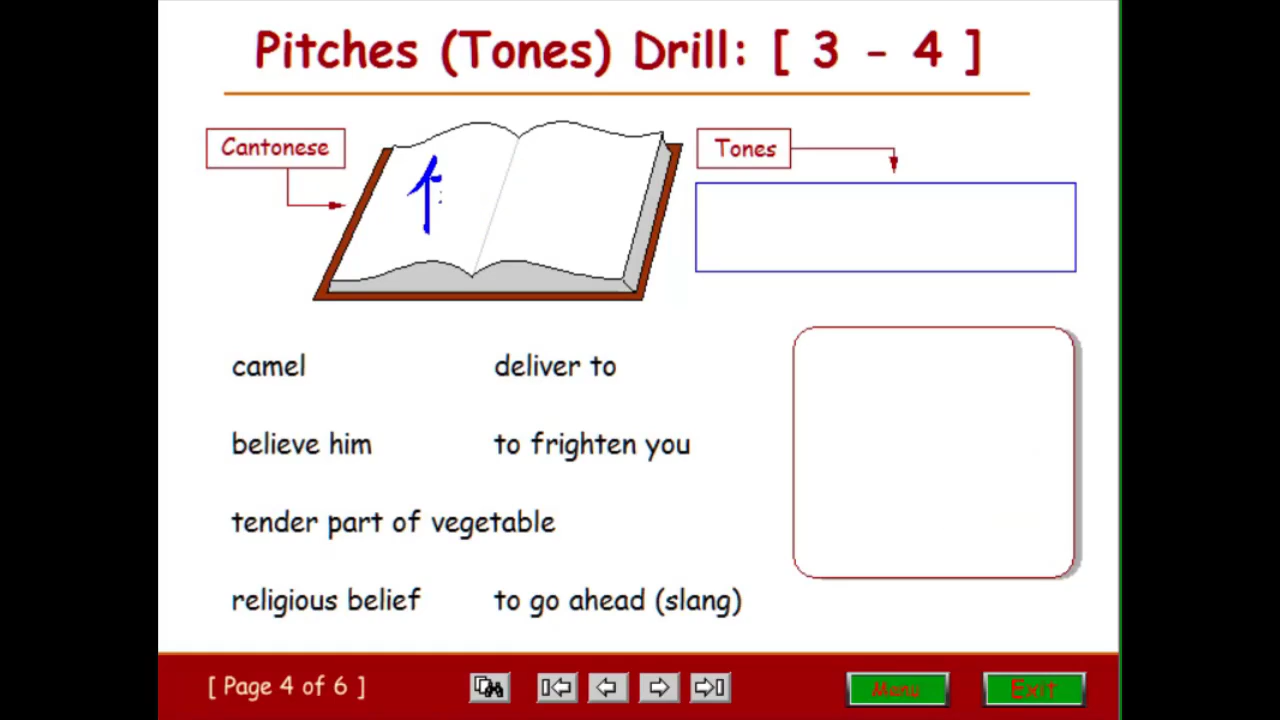 Pitches (Tones) Drill: [ 3 - 4 ]
Cantonese
Tones
camel deliver to
believe him to frighten you
tender part of vegetable
religious belief to go ahead (slang)
[ Page 4 of 6 ]
Menu Exit